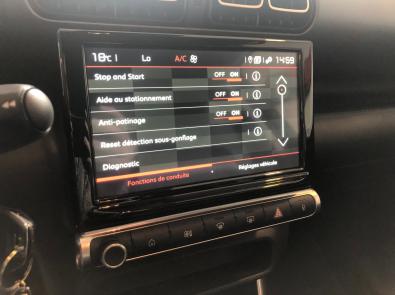 18°C Lo A/C 14:59
Stop and Start OFF ON
Aide au stationnement OFF ON
Anti-patinage OFF ON
Reset détection sous-gonflage
Diagnostic
Fonctions de conduite Réglages véhicule